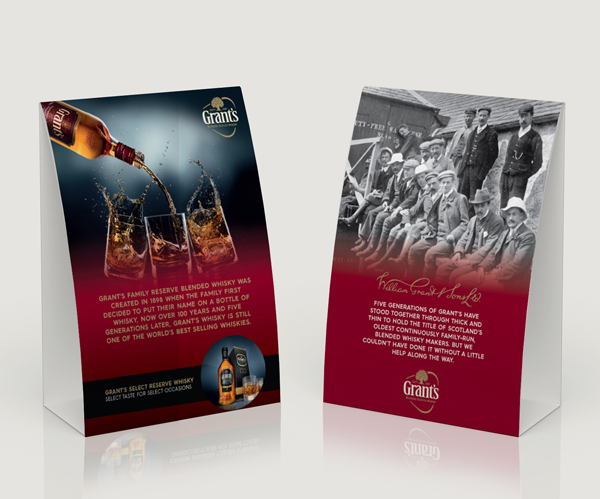 Grant's
Grant's
GRANT'S FAMILY RESERVE BLENDED WHISKY WAS
CREATED IN 1898 WHEN THE FAMILY FIRST
DECIDED TO PUT THEIR NAME ON A BOTTLE OF
WHISKY, NOW OVER 100 YEARS AND FIVE
GENERATIONS LATER, GRANT'S WHISKY IS STILL
ONE OF THE WORLD'S BEST SELLING WHISKIES.
GRANT'S SELECT RESERVE WHISKY
SELECT TASTE FOR SELECT OCCASIONS
William Grant & Sons Ltd
FIVE GENERATIONS OF GRANT'S HAVE
STOOD TOGETHER THROUGH THICK AND
THIN TO HOLD THE TITLE OF SCOTLAND'S
OLDEST CONTINUOUSLY FAMILY-RUN,
BLENDED WHISKY MAKERS. BUT WE
COULDN'T HAVE DONE IT WITHOUT A LITTLE
HELP ALONG THE WAY.
Grant's